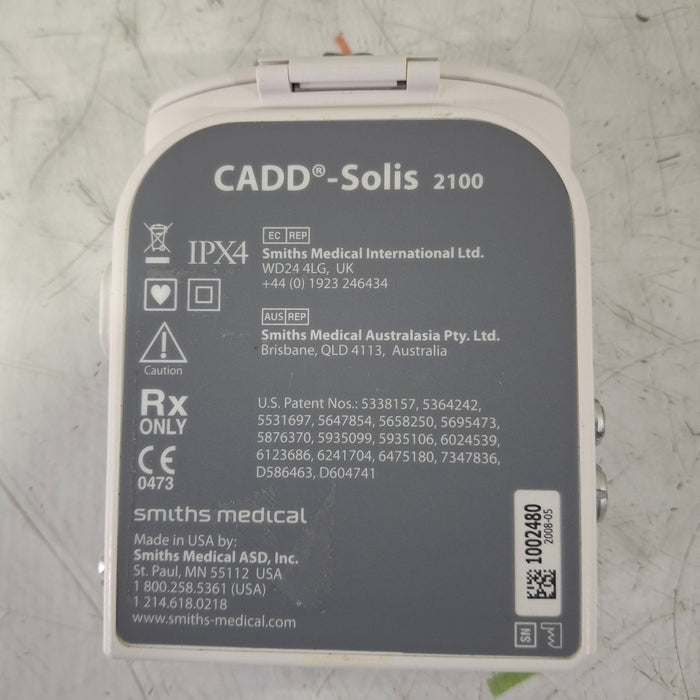 CADD®-Solis 2100
IPX4
EC REP
Smiths Medical International Ltd.
WD24 4LG, UK
+44 (0) 1923 246434
AUS REP
Smiths Medical Australasia Pty. Ltd.
Brisbane, QLD 4113, Australia
Caution
Rx
ONLY
CE
0473
U.S. Patent Nos.: 5338157, 5364242,
5531697, 5647854, 5658250, 5695473,
5876370, 5935099, 5935106, 6024539,
6123686, 6241704, 6475180, 7347836,
D586463, D604741
smiths medical
Made in USA by:
Smiths Medical ASD, Inc.
St. Paul, MN 55112 USA
1 800.258.5361 (USA)
1 214.618.0218
www.smiths-medical.com
1002480
2008-05
SN